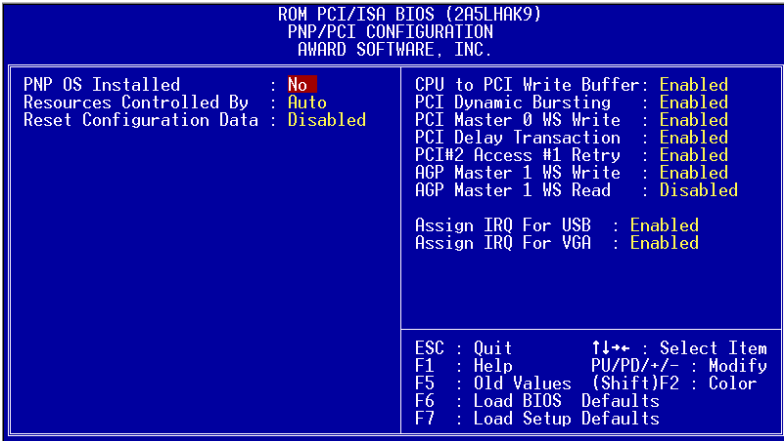 ROM PCI/ISA BIOS (2A5LHAK9)
PNP/PCI CONFIGURATION
AWARD SOFTWARE, INC.
PNP OS Installed : No
Resources Controlled By : Auto
Reset Configuration Data : Disabled
CPU to PCI Write Buffer: Enabled
PCI Dynamic Bursting : Enabled
PCI Master 0 WS Write : Enabled
PCI Delay Transaction : Enabled
PCI#2 Access #1 Retry : Enabled
AGP Master 1 WS Write : Enabled
AGP Master 1 WS Read : Disabled
Assign IRQ For USB : Enabled
Assign IRQ For VGA : Enabled
ESC : Quit ↑↓→← : Select Item
F1 : Help PU/PD/+/- : Modify
F5 : Old Values (Shift)F2 : Color
F6 : Load BIOS Defaults
F7 : Load Setup Defaults